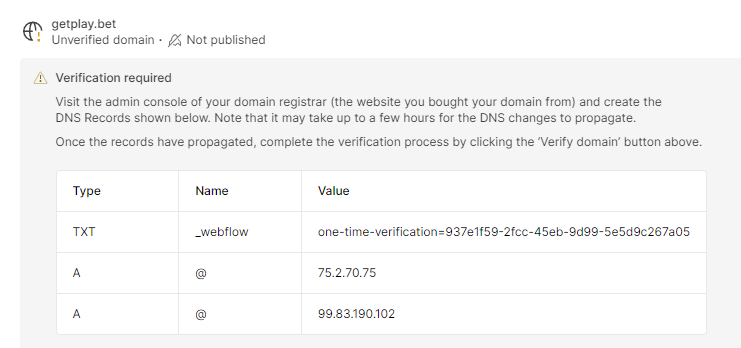 getplay.bet
Unverified domain · Not published
Verification required
Visit the admin console of your domain registrar (the website you bought your domain from) and create the
DNS Records shown below. Note that it may take up to a few hours for the DNS changes to propagate.
Once the records have propagated, complete the verification process by clicking the ‘Verify domain’ button above.
Type Name Value
TXT _webflow one-time-verification=937e1f59-2fcc-45eb-9d99-5e5d9c267a05
A @ 75.2.70.75
A @ 99.83.190.102